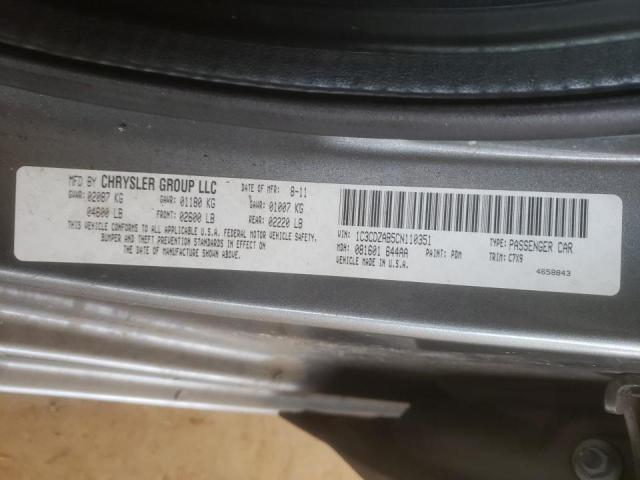 MFD BY CHRYSLER GROUP LLC DATE OF MFR: 8-11
GVWR: 02087 KG GAWR: 01180 KG GAWR: 01007 KG
04600 LB FRONT: 02600 LB REAR: 02220 LB
THIS VEHICLE CONFORMS TO ALL APPLICABLE U.S.A. FEDERAL MOTOR VEHICLE SAFETY,
BUMPER AND THEFT PREVENTION STANDARDS IN EFFECT ON
THE DATE OF MANUFACTURE SHOWN ABOVE.
VIN: 1C3CDZAB5CN110351 TYPE: PASSENGER CAR
MDH: 081601 644AA PAINT: PDM TRIM: C7X9
VEHICLE MADE IN U.S.A.
4658843